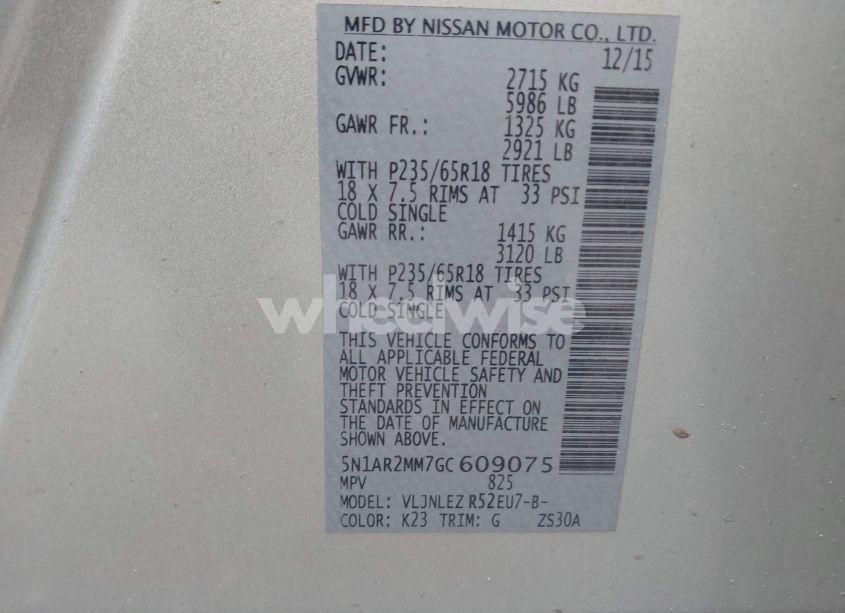 MFD BY NISSAN MOTOR CO., LTD.
DATE: 12/15
GVWR: 2715 KG
5986 LB
GAWR FR.: 1325 KG
2921 LB
WITH P235/65R18 TIRES
18 X 7.5 RIMS AT 33 PSI
COLD SINGLE
GAWR RR.: 1415 KG
3120 LB
WITH P235/65R18 TIRES
18 X 7.5 RIMS AT 33 PSI
COLD SINGLE
wheelwise
THIS VEHICLE CONFORMS TO
ALL APPLICABLE FEDERAL
MOTOR VEHICLE SAFETY AND
THEFT PREVENTION
STANDARDS IN EFFECT ON
THE DATE OF MANUFACTURE
SHOWN ABOVE.
5N1AR2MM7GC609075
MPV 825
MODEL: VLJNLEZ R52EU7-B-
COLOR: K23 TRIM: G ZS30A